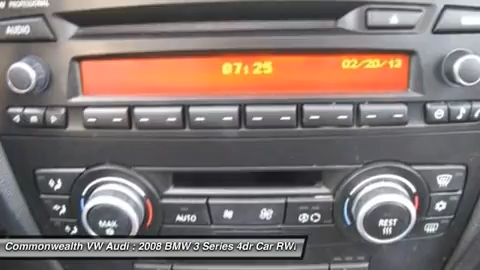 PROFESSIONAL
AUDIO
07:25 02/20/13
MAX
AUTO
REST
Commonwealth VW Audi : 2008 BMW 3 Series 4dr Car RWD